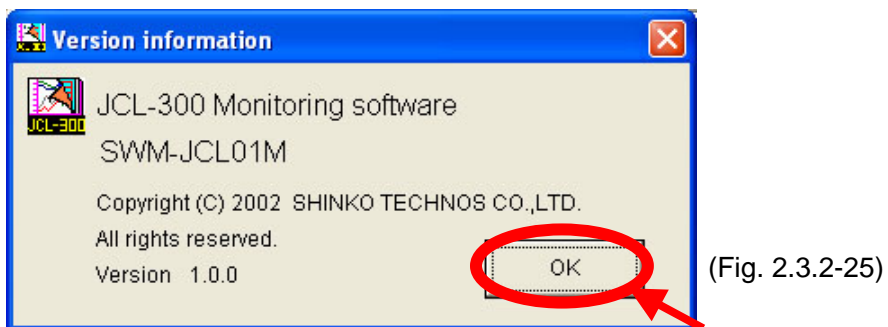 Version information
JCL-300
JCL-300 Monitoring software
SWM-JCL01M
Copyright (C) 2002 SHINKO TECHNOS CO.,LTD.
All rights reserved.
Version 1.0.0
OK
(Fig. 2.3.2-25)